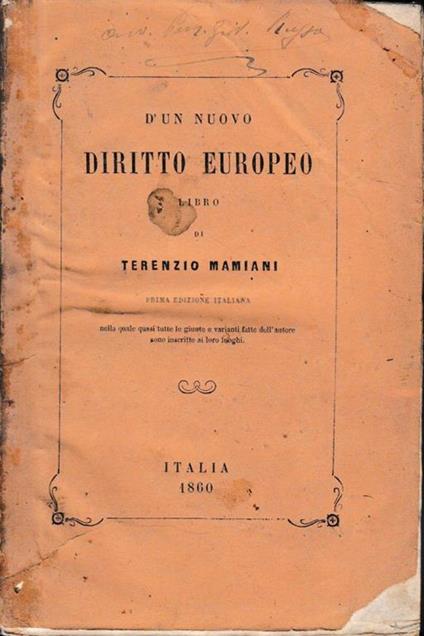 D'UN NUOVO
DIRITTO EUROPEO
LIBRO
DI
TERENZIO MAMIANI
PRIMA EDIZIONE ITALIANA
nella quale quasi tutte le giunte e varianti fatte dell'autore
sono inscritte ai loro luoghi.
ITALIA
1860